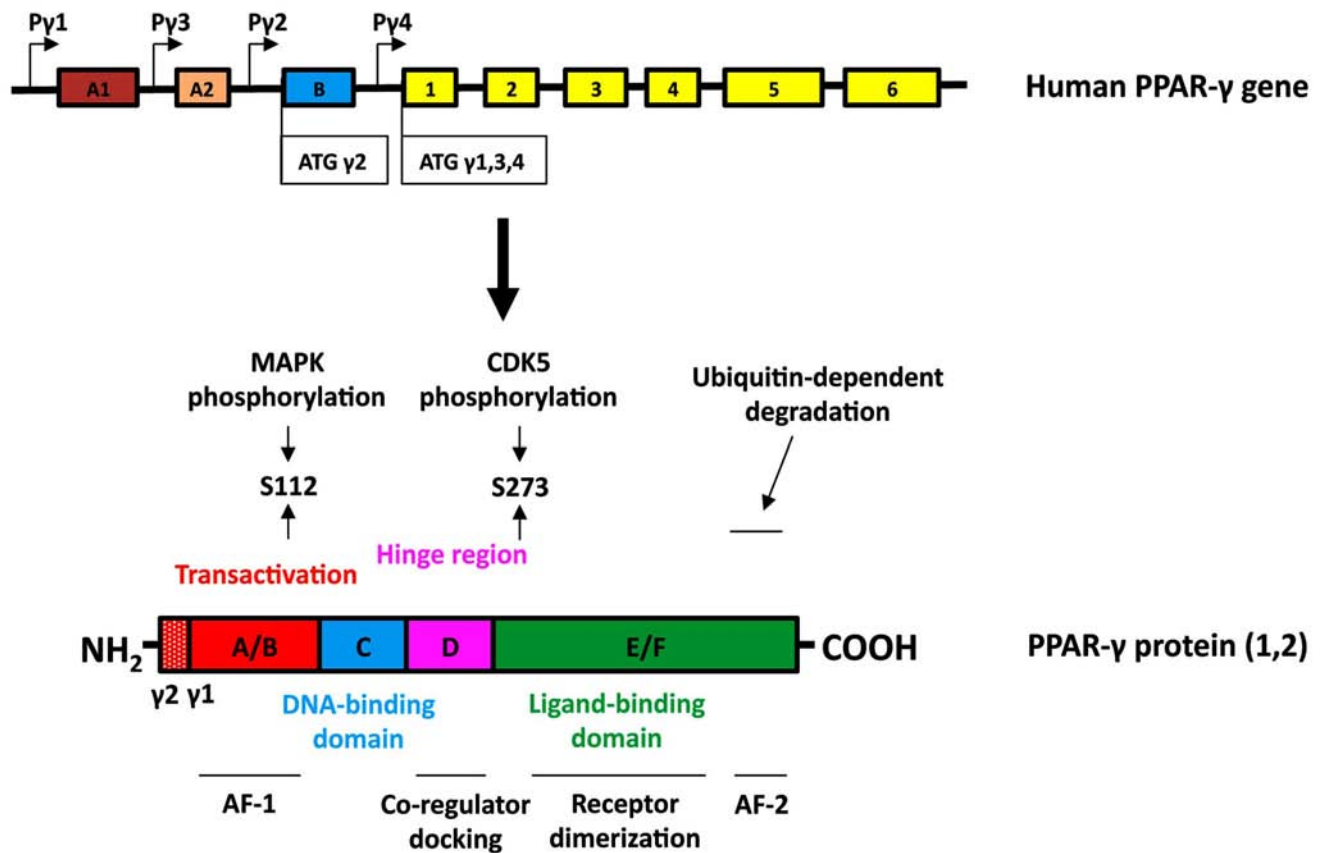 Pγ1 Pγ3 Pγ2 Pγ4
A1 A2 B 1 2 3 4 5 6
Human PPAR-γ gene
ATG γ2
ATG γ1,3,4
MAPK
phosphorylation
CDK5
phosphorylation
Ubiquitin-dependent
degradation
S112
S273
Transactivation
Hinge region
NH2
A/B C D E/F
COOH
PPAR-γ protein (1,2)
γ2 γ1
DNA-binding
domain
Ligand-binding
domain
AF-1
Co-regulator
docking
Receptor
dimerization
AF-2